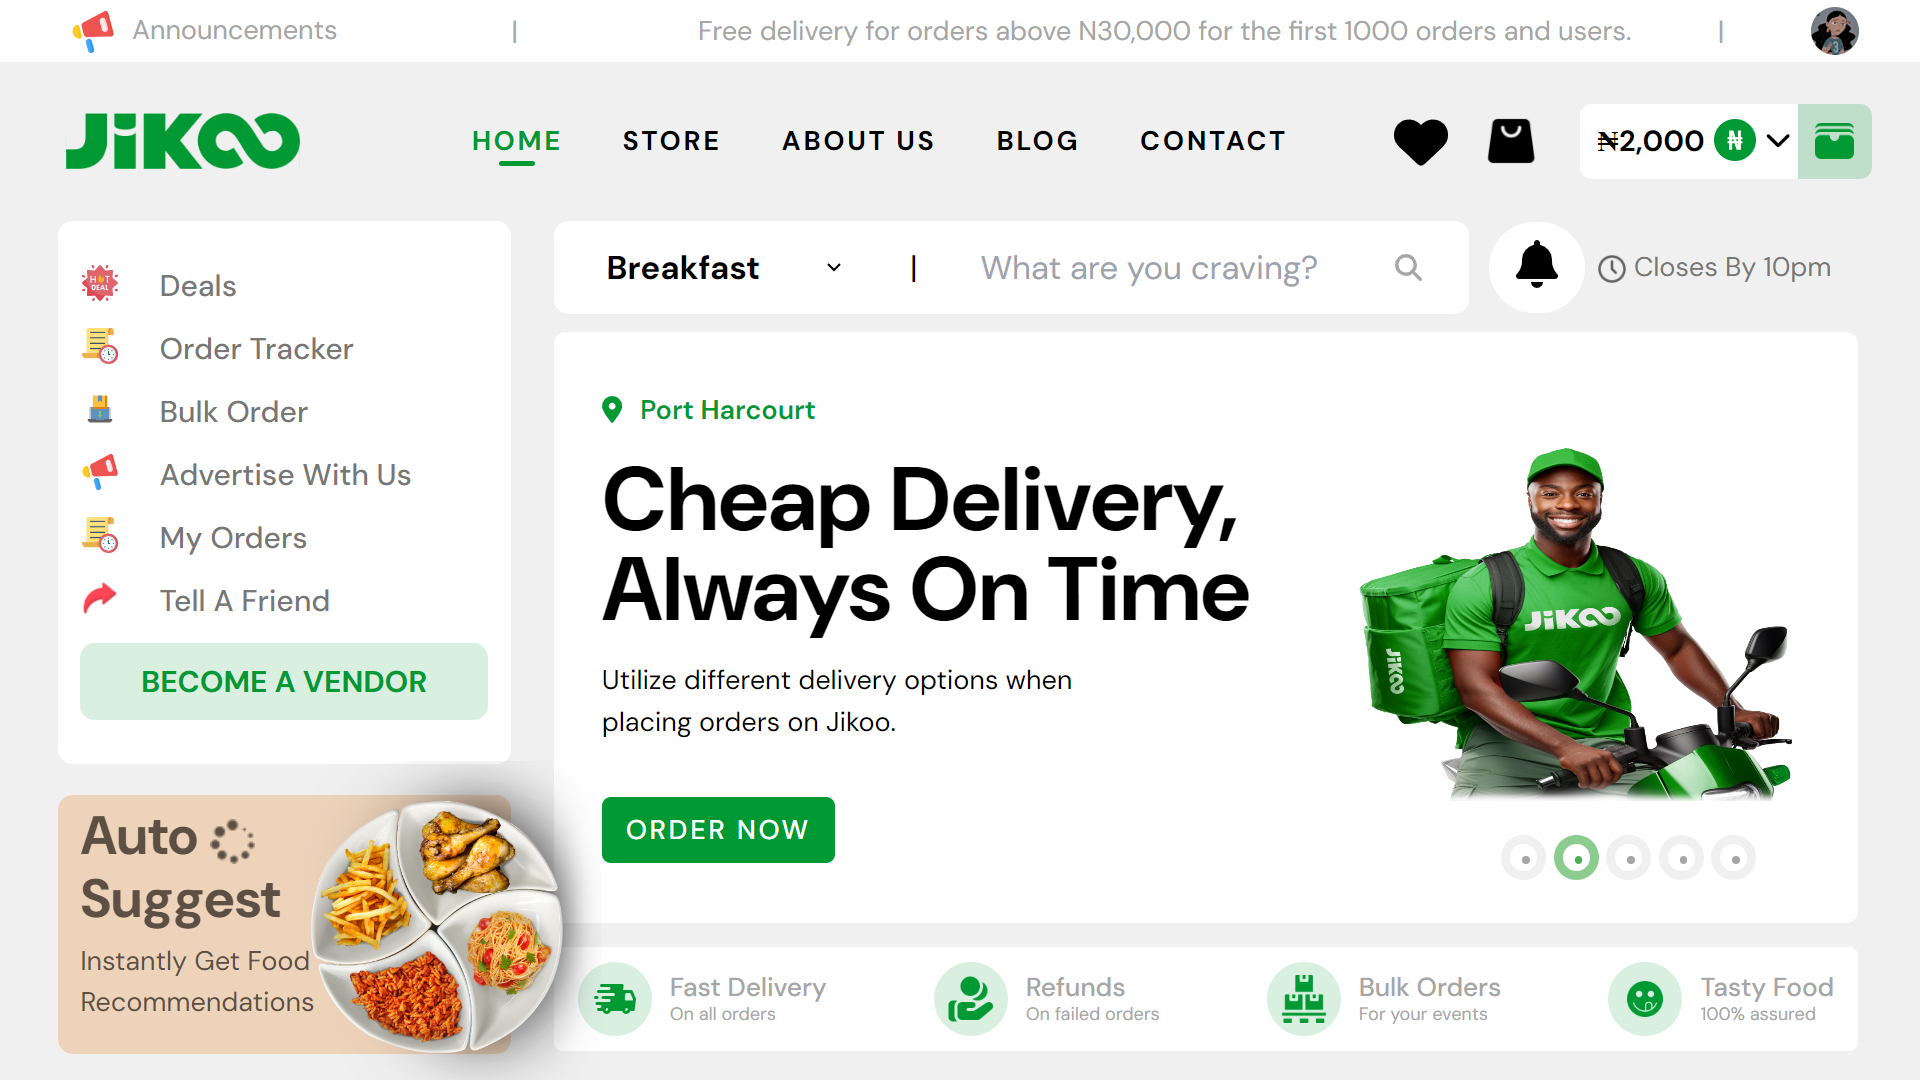 Announcements
|
Free delivery for orders above N30,000 for the first 1000 orders and users.
|
JiKOO
HOME
STORE
ABOUT US
BLOG
CONTACT
₦2,000
₦
Breakfast
|
What are you craving?
Closes By 10pm
HOT
DEAL
Deals
Order Tracker
Bulk Order
Advertise With Us
My Orders
Tell A Friend
BECOME A VENDOR
Port Harcourt
Cheap Delivery,
Always On Time
Utilize different delivery options when
placing orders on Jikoo.
ORDER NOW
JiKOO
JiKOO
Auto
Suggest
Instantly Get Food
Recommendations
Fast Delivery
On all orders
Refunds
On failed orders
Bulk Orders
For your events
Tasty Food
100% assured